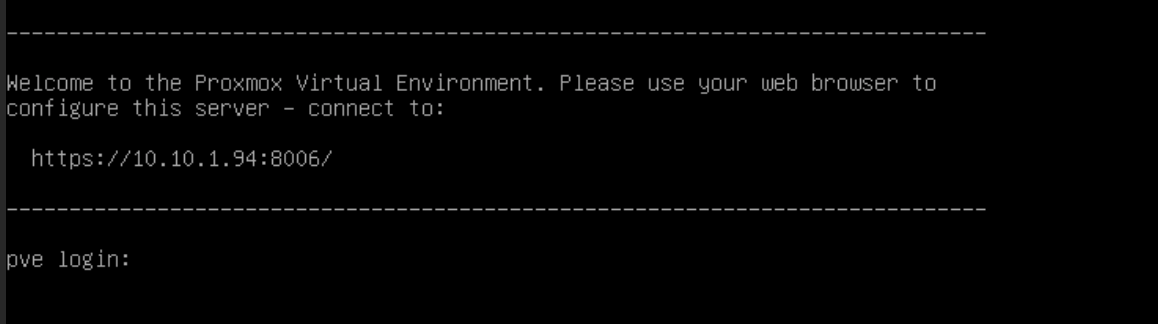 --------------------------------------------------------------------------------
Welcome to the Proxmox Virtual Environment. Please use your web browser to
configure this server - connect to:
https://10.10.1.94:8006/
--------------------------------------------------------------------------------
pve login: